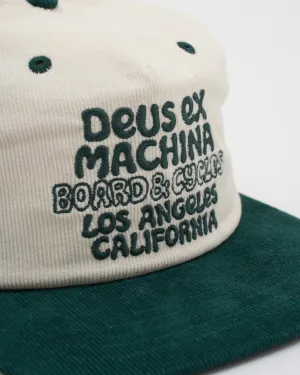 Deus ex
Machina
Board & Cycles
Los Angeles
California